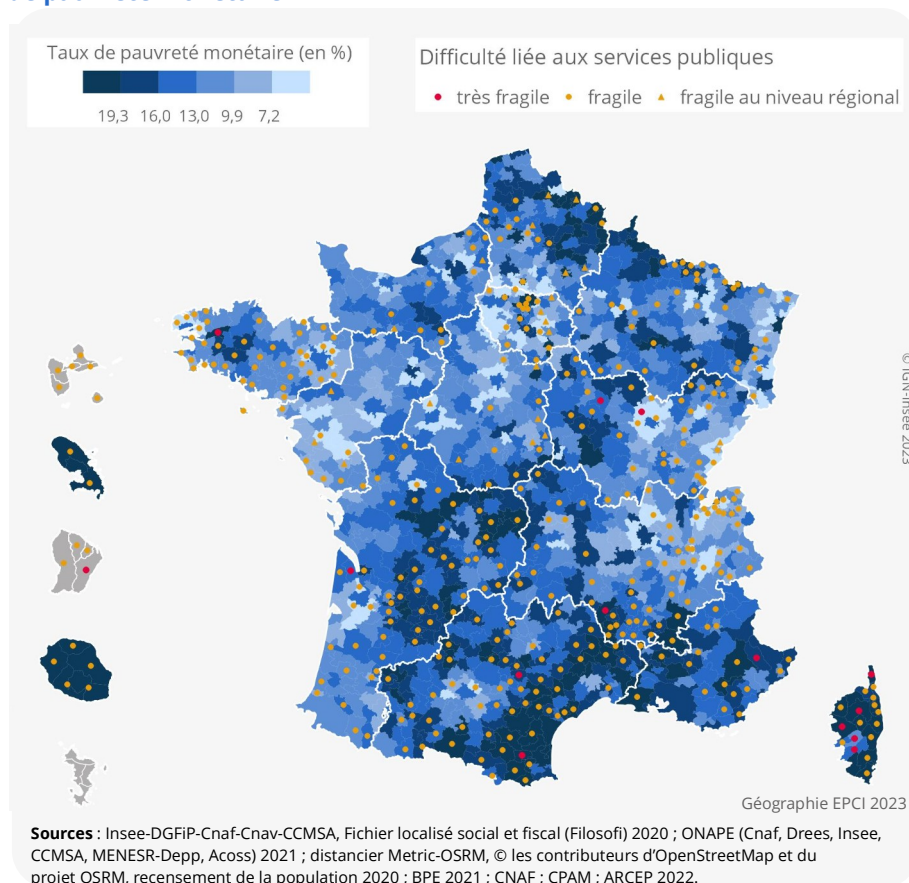 Taux de pauvreté monétaire (en %)
19,3 16,0 13,0 9,9 7,2
Difficulté liée aux services publiques
très fragile fragile fragile au niveau régional
© IGN-Insee 2023
Géographie EPCI 2023
Sources : Insee-DGFiP-Cnaf-Cnav-CCMSA, Fichier localisé social et fiscal (Filosofi) 2020 ; ONAPE (Cnaf, Drees, Insee,
CCMSA, MENESR-Depp, Acoss) 2021 ; distancier Metric-OSRM, © les contributeurs d’OpenStreetMap et du
projet OSRM, recensement de la population 2020 ; BPE 2021 ; CNAF ; CPAM ; ARCEP 2022.